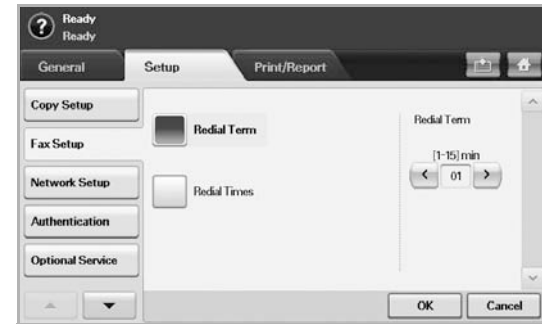 Ready
Ready
General
Setup
Print/Report
Copy Setup
Fax Setup
Network Setup
Authentication
Optional Service
Redial Term
Redial Times
Redial Term
[1-15] min
01
OK
Cancel